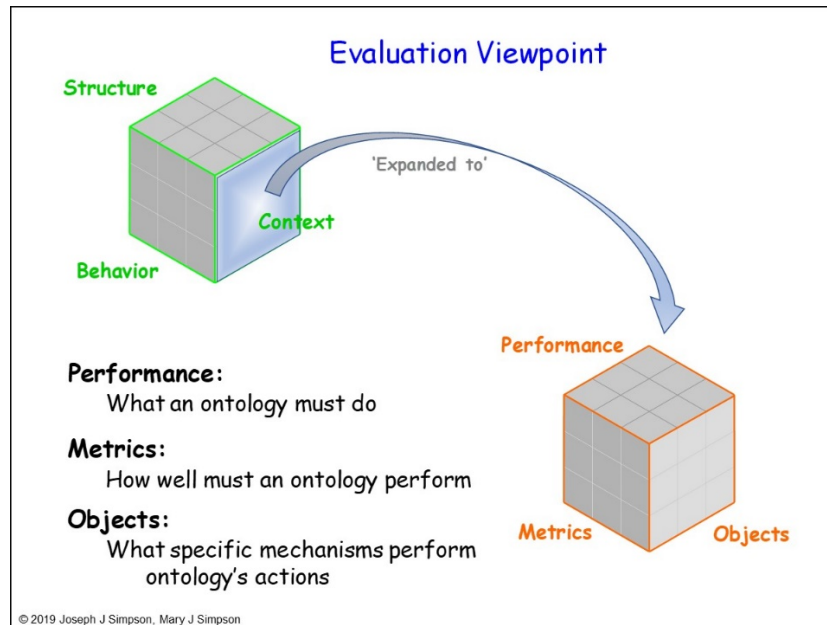 Evaluation Viewpoint
Structure
'Expanded to'
Context
Behavior
Performance
Metrics
Objects
Performance:
What an ontology must do
Metrics:
How well must an ontology perform
Objects:
What specific mechanisms perform
ontology's actions
© 2019 Joseph J Simpson, Mary J Simpson